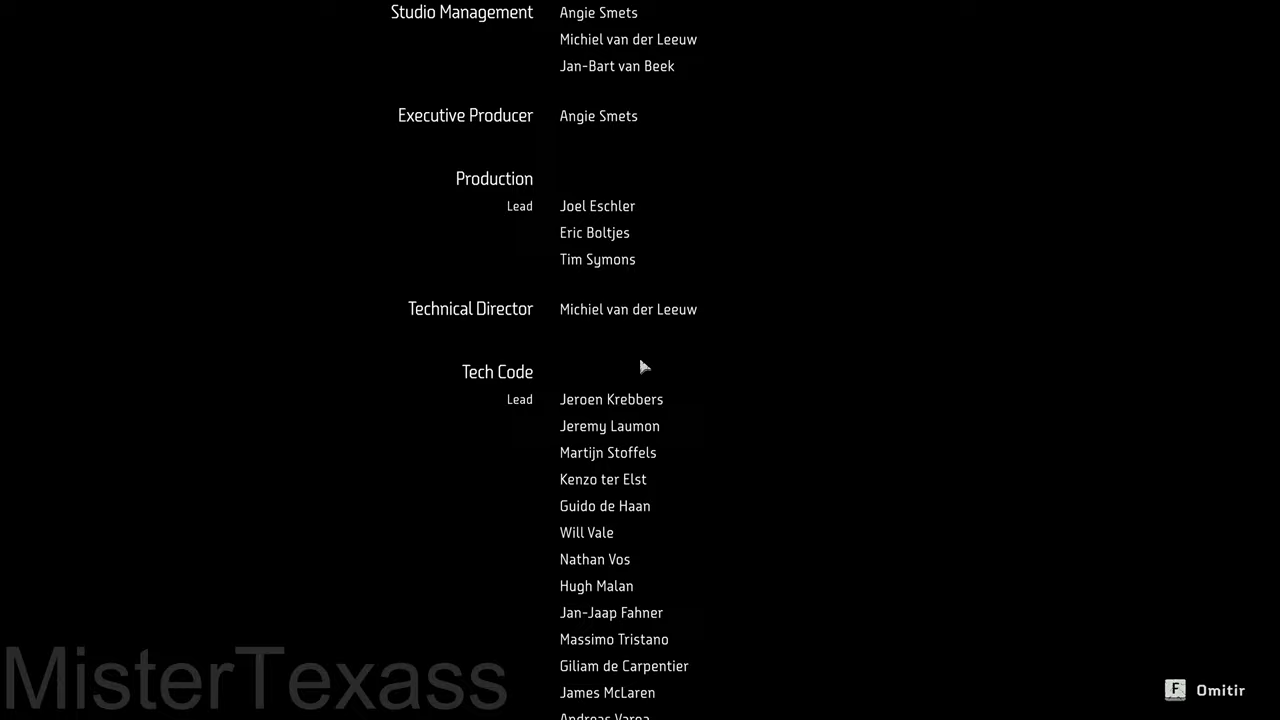 Studio Management Angie Smets
Michiel van der Leeuw
Jan-Bart van Beek
Executive Producer Angie Smets
Production
Lead Joel Eschler
Eric Boltjes
Tim Symons
Technical Director Michiel van der Leeuw
Tech Code
Lead Jeroen Krebbers
Jeremy Laumon
Martijn Stoffels
Kenzo ter Elst
Guido de Haan
Will Vale
Nathan Vos
Hugh Malan
Jan-Jaap Fahner
Massimo Tristano
Giliam de Carpentier
James McLaren
Andreas Varga
MisterTexass
F Omitir